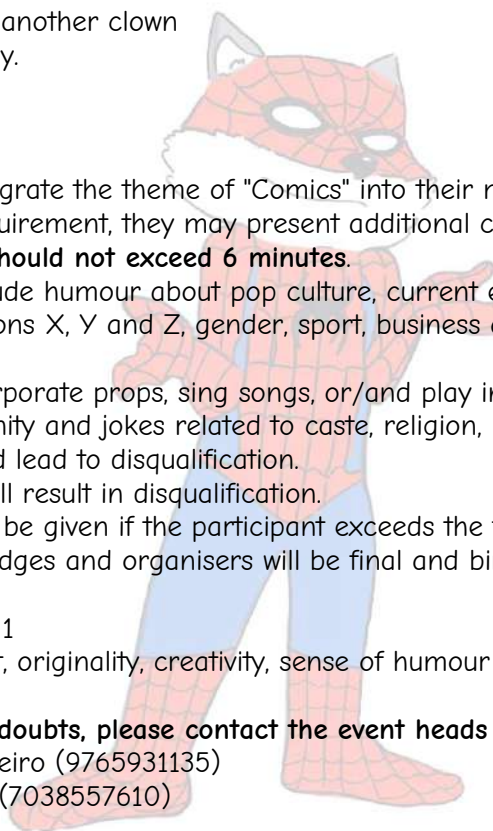 another clown
y.
grate the theme of "Comics" into their r
uirement, they may present additional c
hould not exceed 6 minutes.
ude humour about pop culture, current e
ons X, Y and Z, gender, sport, business
rporate props, sing songs, or/and play in
nity and jokes related to caste, religion,
d lead to disqualification.
ll result in disqualification.
be given if the participant exceeds the t
dges and organisers will be final and bi
1
t, originality, creativity, sense of humour
doubts, please contact the event heads
eiro (9765931135)
(7038557610)